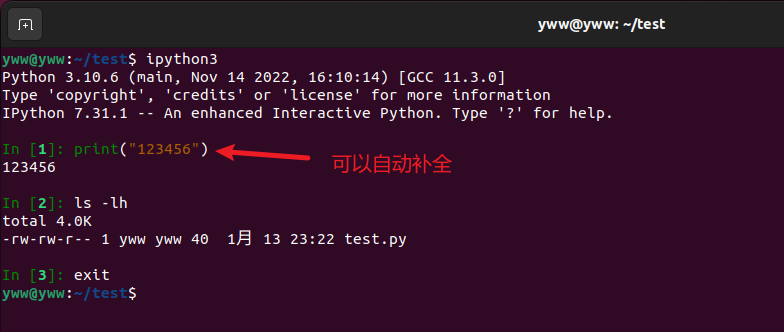 yww@yww: ~/test
yww@yww:~/test$ ipython3
Python 3.10.6 (main, Nov 14 2022, 16:10:14) [GCC 11.3.0]
Type 'copyright', 'credits' or 'license' for more information
IPython 7.31.1 -- An enhanced Interactive Python. Type '?' for help.
In [1]: print("123456")
可以自动补全
123456
In [2]: ls -lh
total 4.0K
-rw-rw-r-- 1 yww yww 40  1月 13 23:22 test.py
In [3]: exit
yww@yww:~/test$